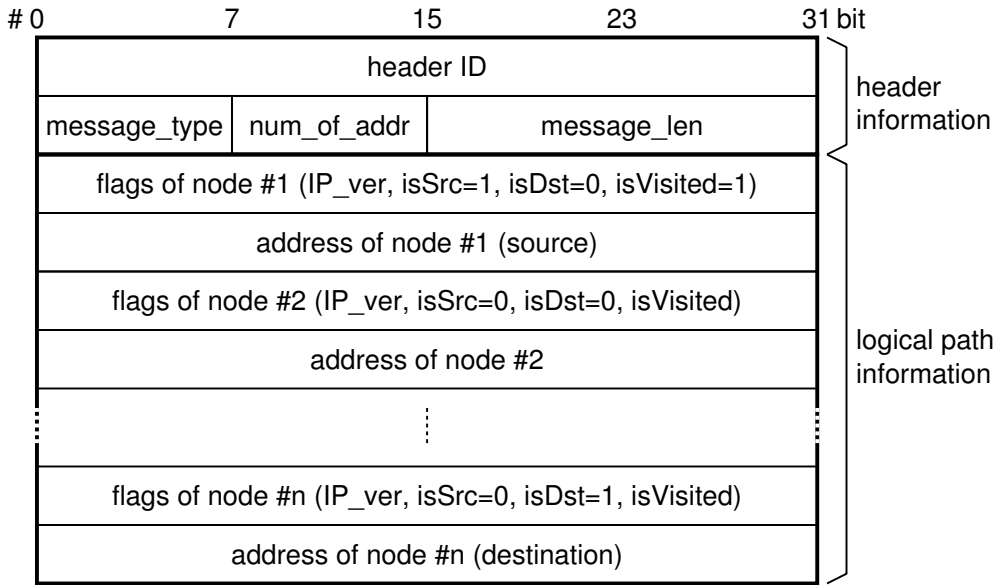 # 0 7 15 23 31 bit
header ID
message_type num_of_addr message_len
header
information
flags of node #1 (IP_ver, isSrc=1, isDst=0, isVisited=1)
address of node #1 (source)
flags of node #2 (IP_ver, isSrc=0, isDst=0, isVisited)
address of node #2
logical path
information
flags of node #n (IP_ver, isSrc=0, isDst=1, isVisited)
address of node #n (destination)